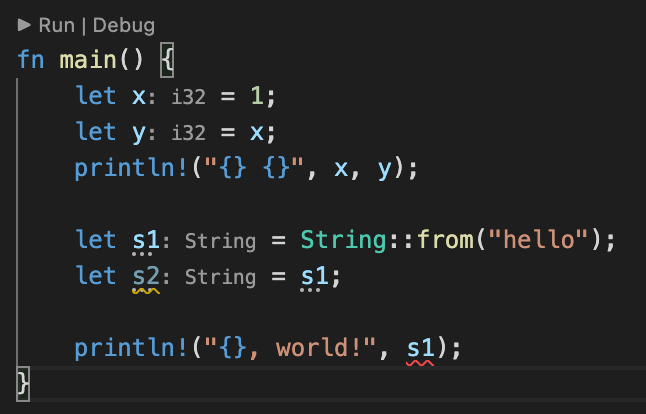 Run | Debug
fn main() {
let x: i32 = 1;
let y: i32 = x;
println!("{} {}", x, y);
let s1: String = String::from("hello");
let s2: String = s1;
println!("{}, world!", s1);
}